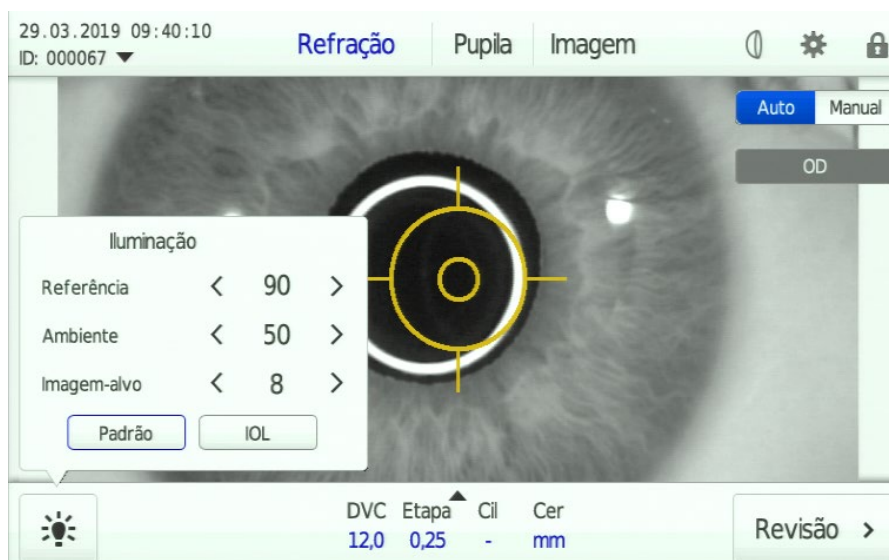 29.03.2019 09:40:10
ID: 000067
Refração Pupila Imagem
Auto Manual
OD
Iluminação
Referência 90
Ambiente 50
Imagem-alvo 8
Padrão IOL
DVC Etapa Cil Cer
12,0 0,25 - mm
Revisão